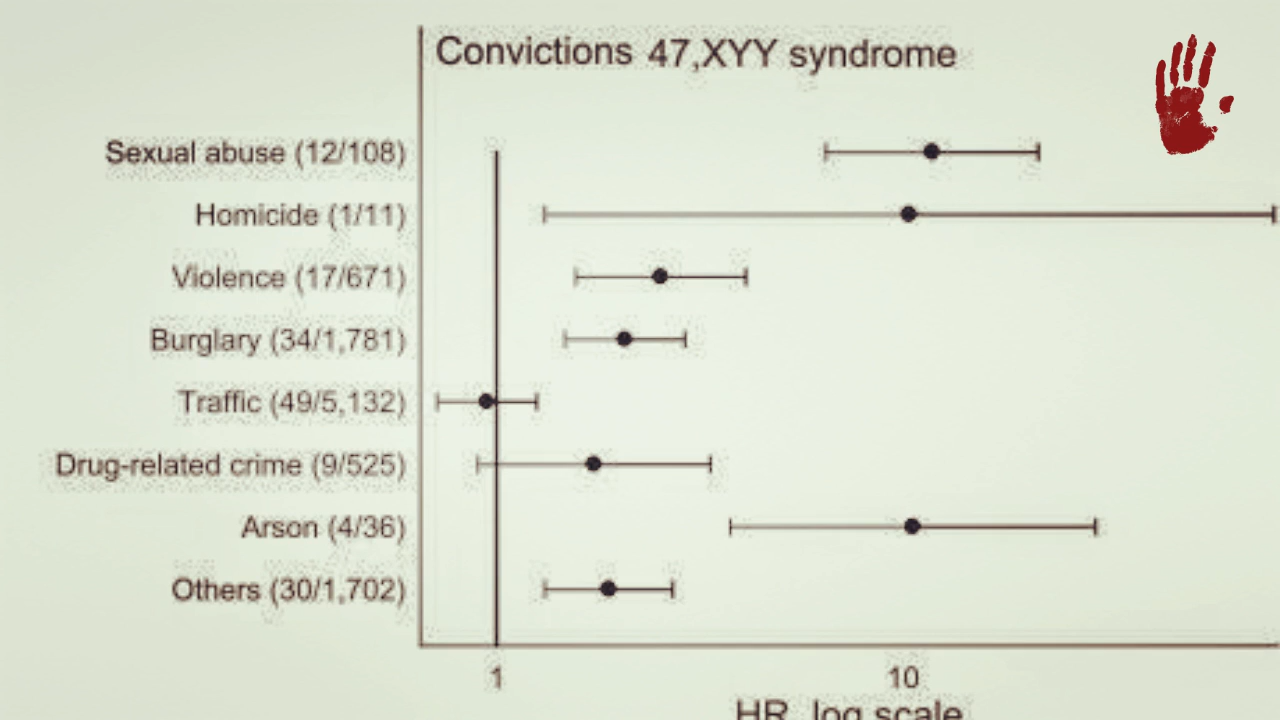 Convictions 47,XYY syndrome
Sexual abuse (12/108)
Homicide (1/11)
Violence (17/671)
Burglary (34/1,781)
Traffic (49/5,132)
Drug-related crime (9/525)
Arson (4/36)
Others (30/1,702)
1 10
HR, log scale